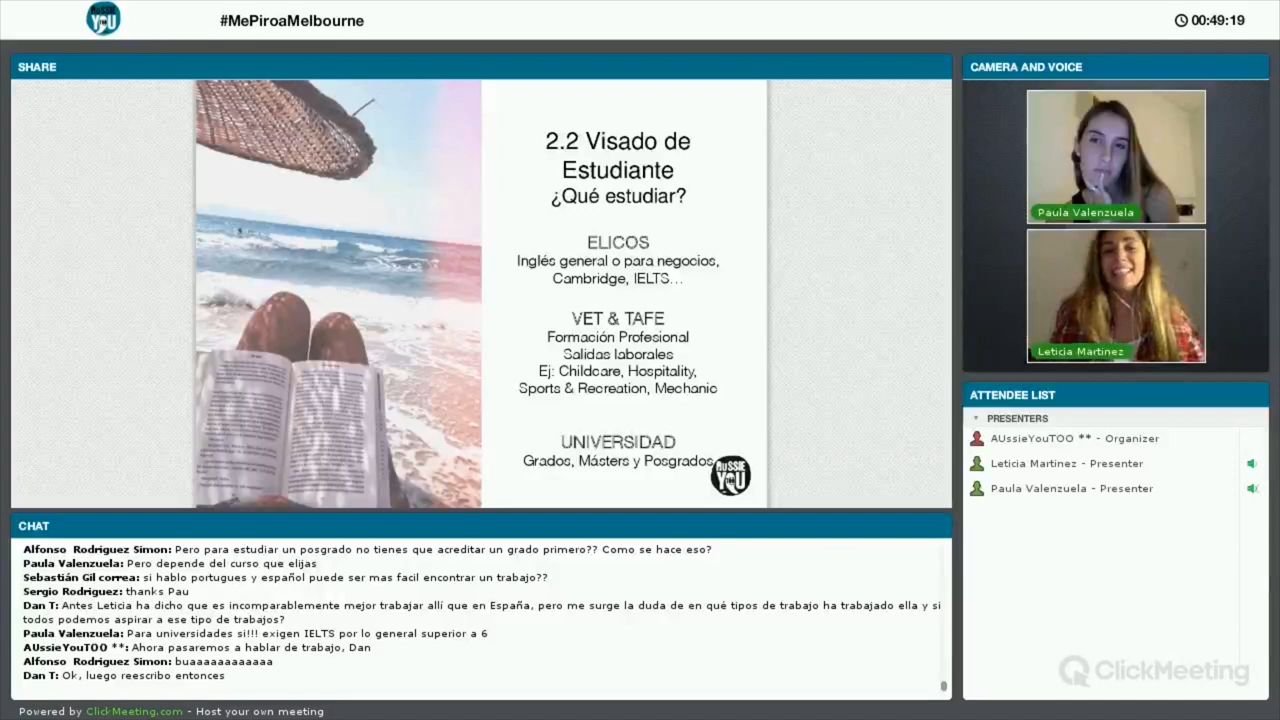 AUSSIE YOU TOO
#MePiroaMelbourne
00:49:19
SHARE
2.2 Visado de
Estudiante
¿Qué estudiar?
ELICOS
Inglés general o para negocios,
Cambridge, IELTS...
VET & TAFE
Formación Profesional
Salidas laborales
Ej: Childcare, Hospitality,
Sports & Recreation, Mechanic
UNIVERSIDAD
Grados, Másters y Posgrados
AUSSIE YOU TOO
CAMERA AND VOICE
Paula Valenzuela
Leticia Martinez
ATTENDEE LIST
PRESENTERS
AUssieYouTOO ** - Organizer
Leticia Martinez - Presenter
Paula Valenzuela - Presenter
ClickMeeting
CHAT
Alfonso Rodriguez Simon: Pero para estudiar un posgrado no tienes que acreditar un grado primero?? Como se hace eso?
Paula Valenzuela: Pero depende del curso que elijas
Sebastián Gil correa: si hablo portugues y español puede ser mas facil encontrar un trabajo??
Sergio Rodriguez: thanks Pau
Dan T: Antes Leticia ha dicho que es incomparablemente mejor trabajar allí que en España, pero me surge la duda de en qué tipos de trabajo ha trabajado ella y si
todos podemos aspirar a ese tipo de trabajos?
Paula Valenzuela: Para universidades si!!! exigen IELTS por lo general superior a 6
AUssieYouTOO **: Ahora pasaremos a hablar de trabajo, Dan
Alfonso Rodriguez Simon: buaaaaaaaaaaaa
Dan T: Ok, luego reescribo entonces
Powered by ClickMeeting.com - Host your own meeting